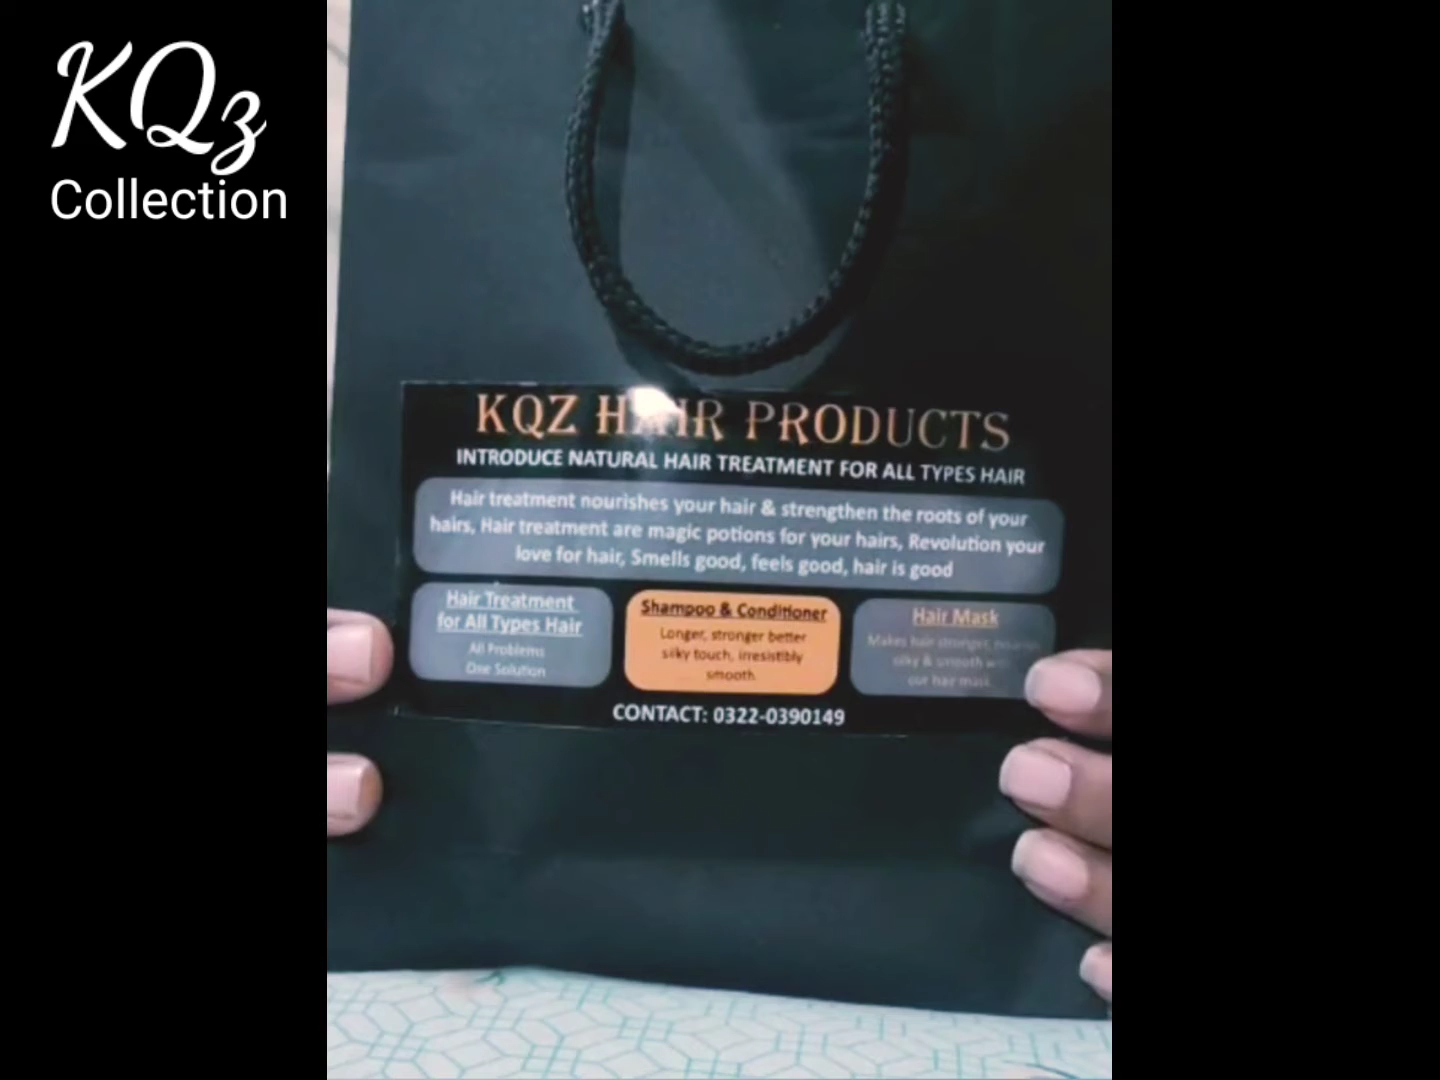 KQz
Collection
KQZ HAIR PRODUCTS
INTRODUCE NATURAL HAIR TREATMENT FOR ALL TYPES HAIR
Hair treatment nourishes your hair & strengthen the roots of your
hairs, Hair treatment are magic potions for your hairs, Revolution your
love for hair, Smells good, feels good, hair is good
Hair Treatment
for All Types Hair
All Problems
One Solution
Shampoo & Conditioner
Longer, stronger better
silky touch, irresistibly
smooth
Hair Mask
Makes hair stronger,
silky & smooth
our hair mask
CONTACT: 0322-0390149